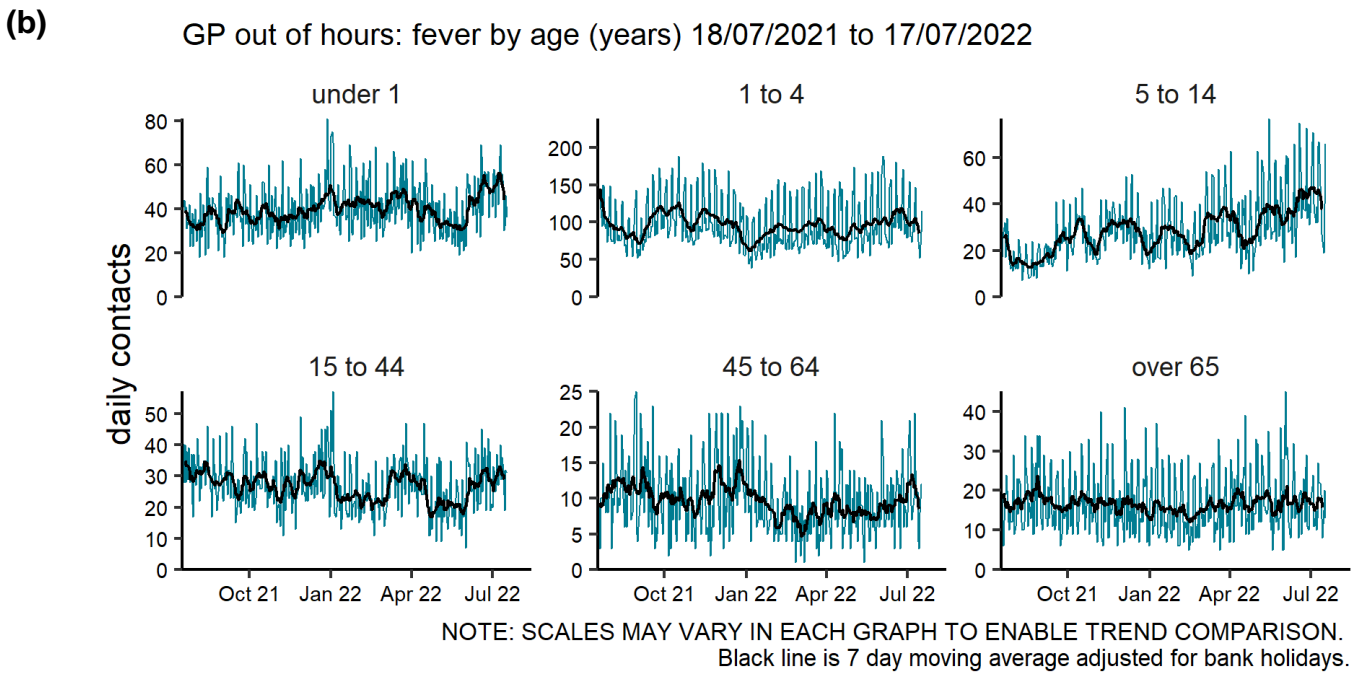 (b)
GP out of hours: fever by age (years) 18/07/2021 to 17/07/2022
daily contacts
under 1
80
60
40
20
0
1 to 4
200
150
100
50
0
5 to 14
60
40
20
0
15 to 44
50
40
30
20
10
0
Oct 21 Jan 22 Apr 22 Jul 22
45 to 64
25
20
15
10
5
0
Oct 21 Jan 22 Apr 22 Jul 22
over 65
40
30
20
10
0
Oct 21 Jan 22 Apr 22 Jul 22
NOTE: SCALES MAY VARY IN EACH GRAPH TO ENABLE TREND COMPARISON.
Black line is 7 day moving average adjusted for bank holidays.